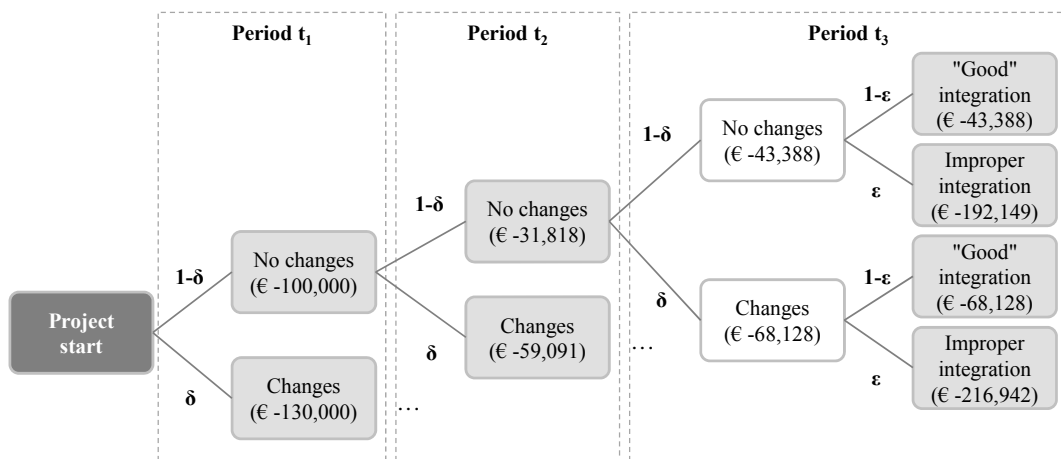 Period t1
Period t2
Period t3
Project
start
1-δ
δ
No changes
(€ -100,000)
Changes
(€ -130,000)
...
1-δ
δ
No changes
(€ -31,818)
Changes
(€ -59,091)
...
1-δ
δ
No changes
(€ -43,388)
Changes
(€ -68,128)
1-ε
ε
"Good"
integration
(€ -43,388)
Improper
integration
(€ -192,149)
1-ε
ε
"Good"
integration
(€ -68,128)
Improper
integration
(€ -216,942)